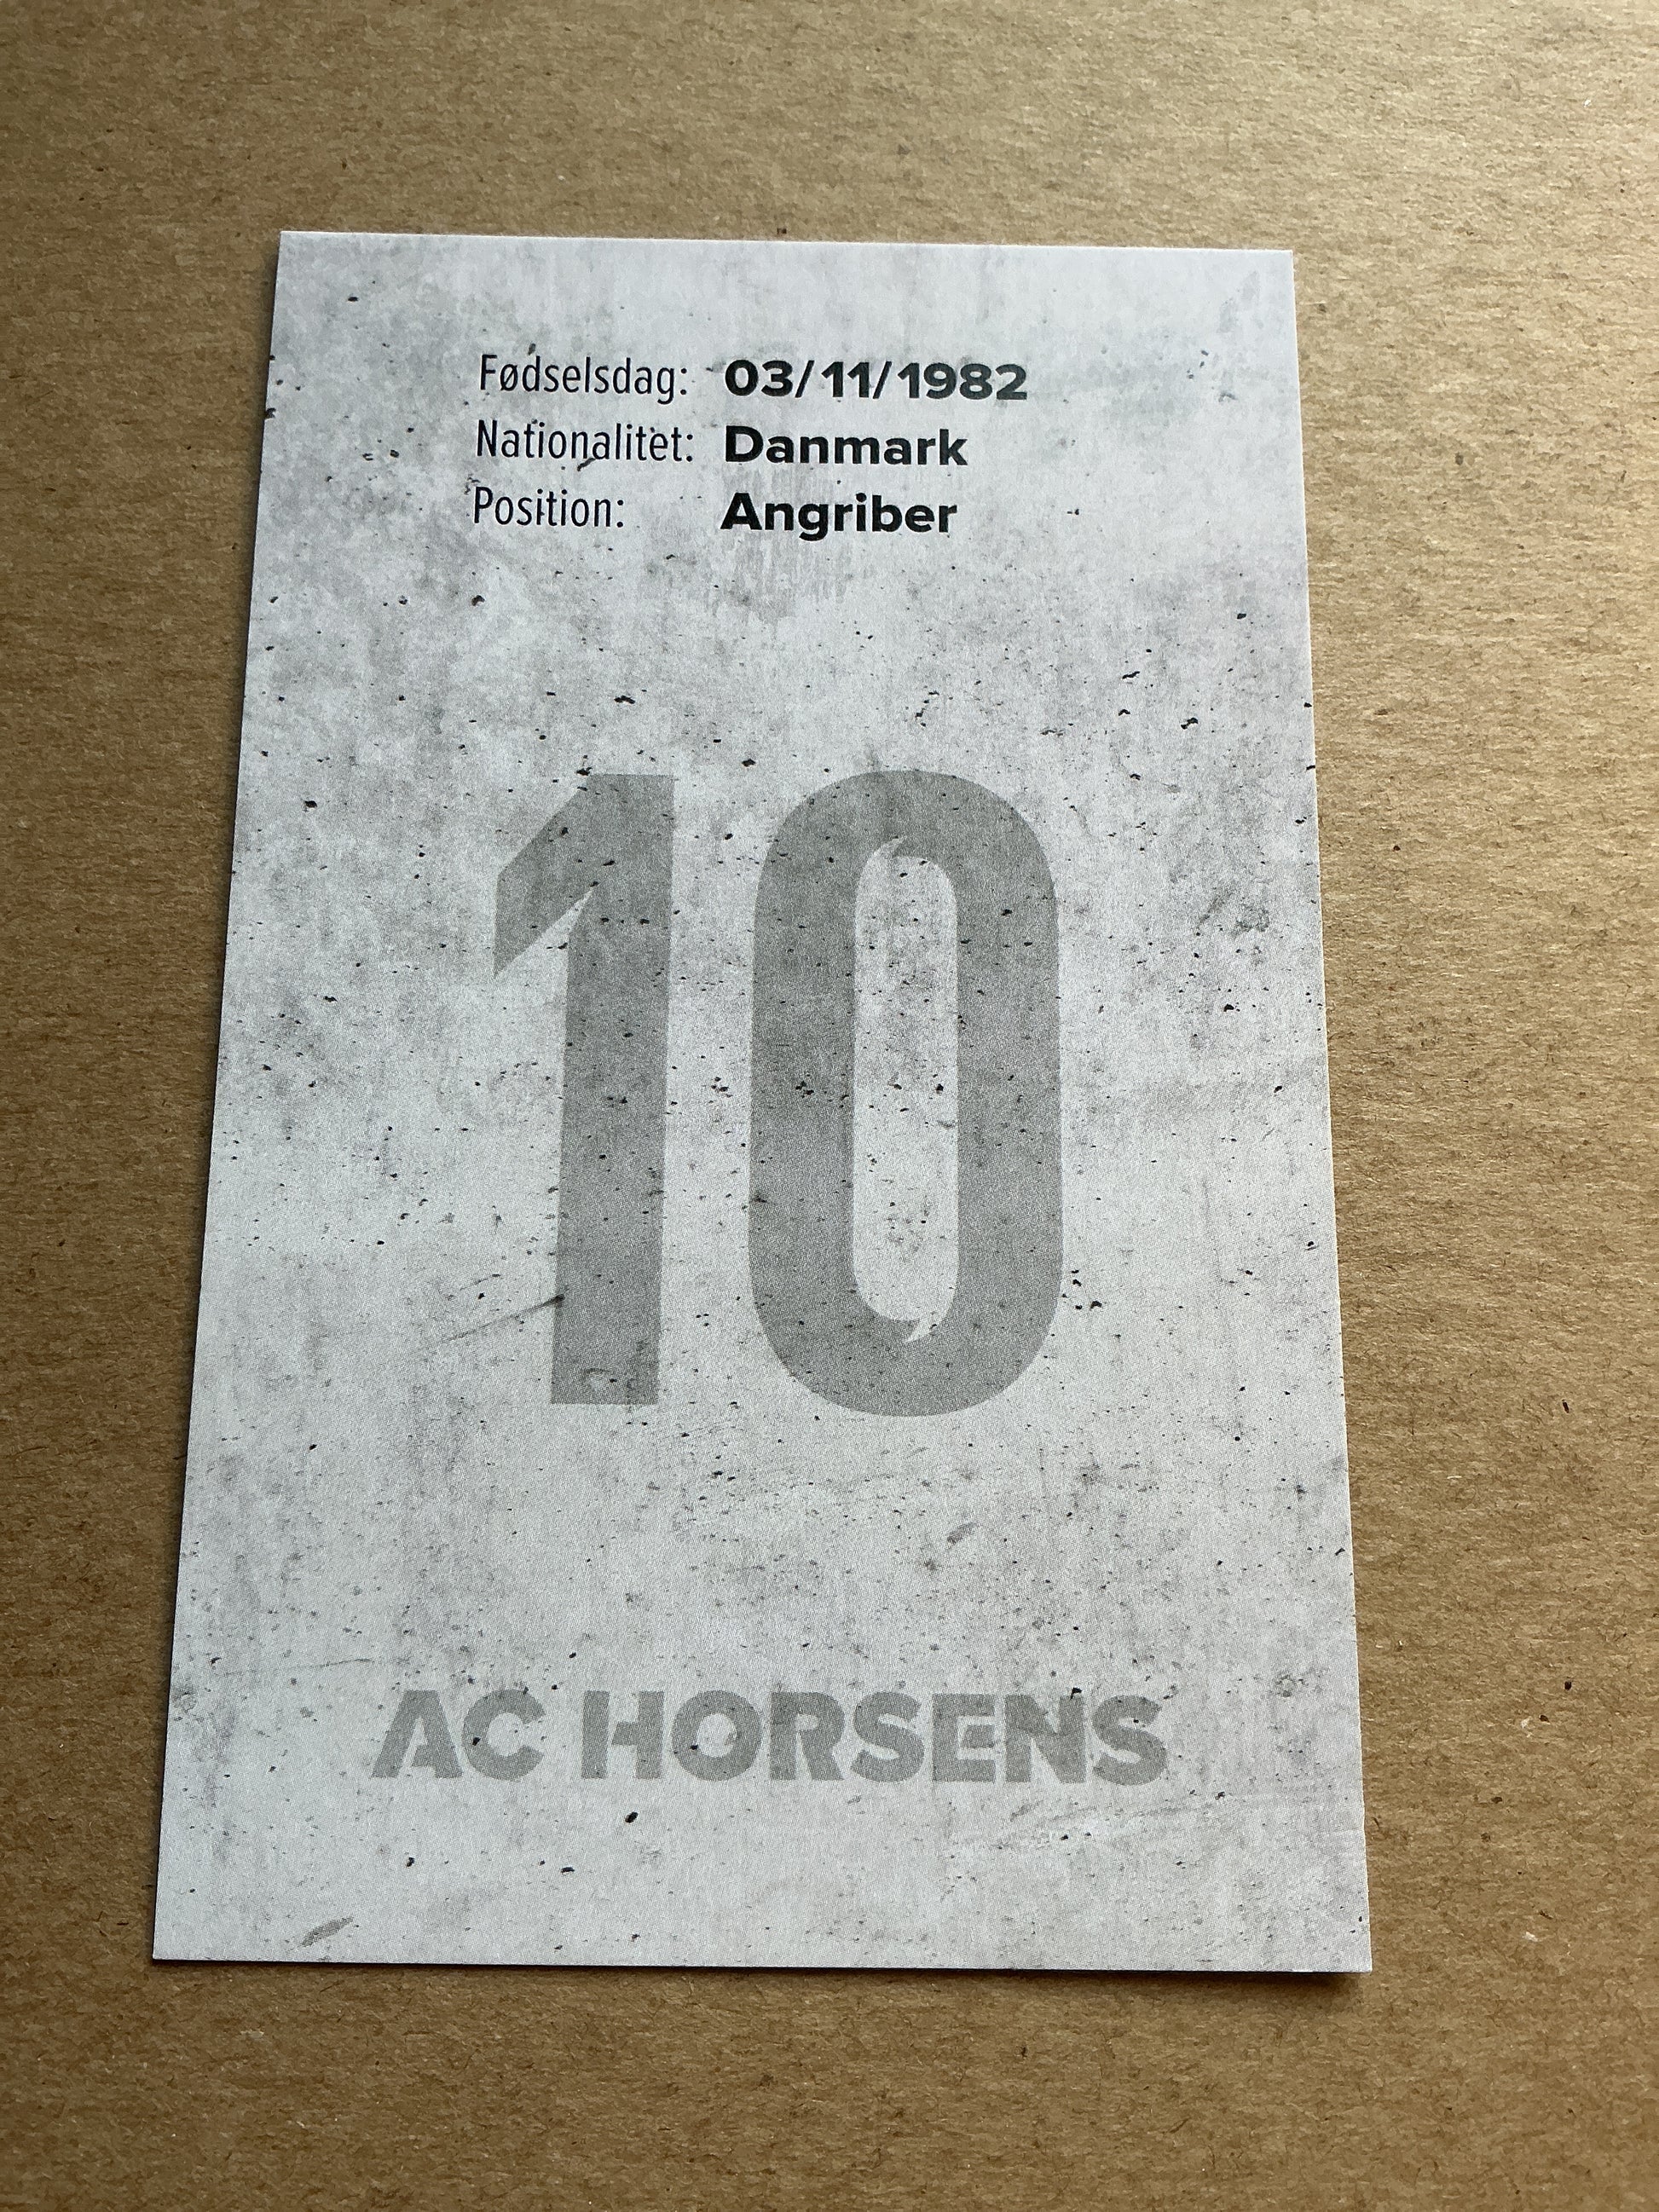 Fødselsdag: 03/11/1982
Nationalitet: Danmark
Position: Angriber
10
AC HORSENS